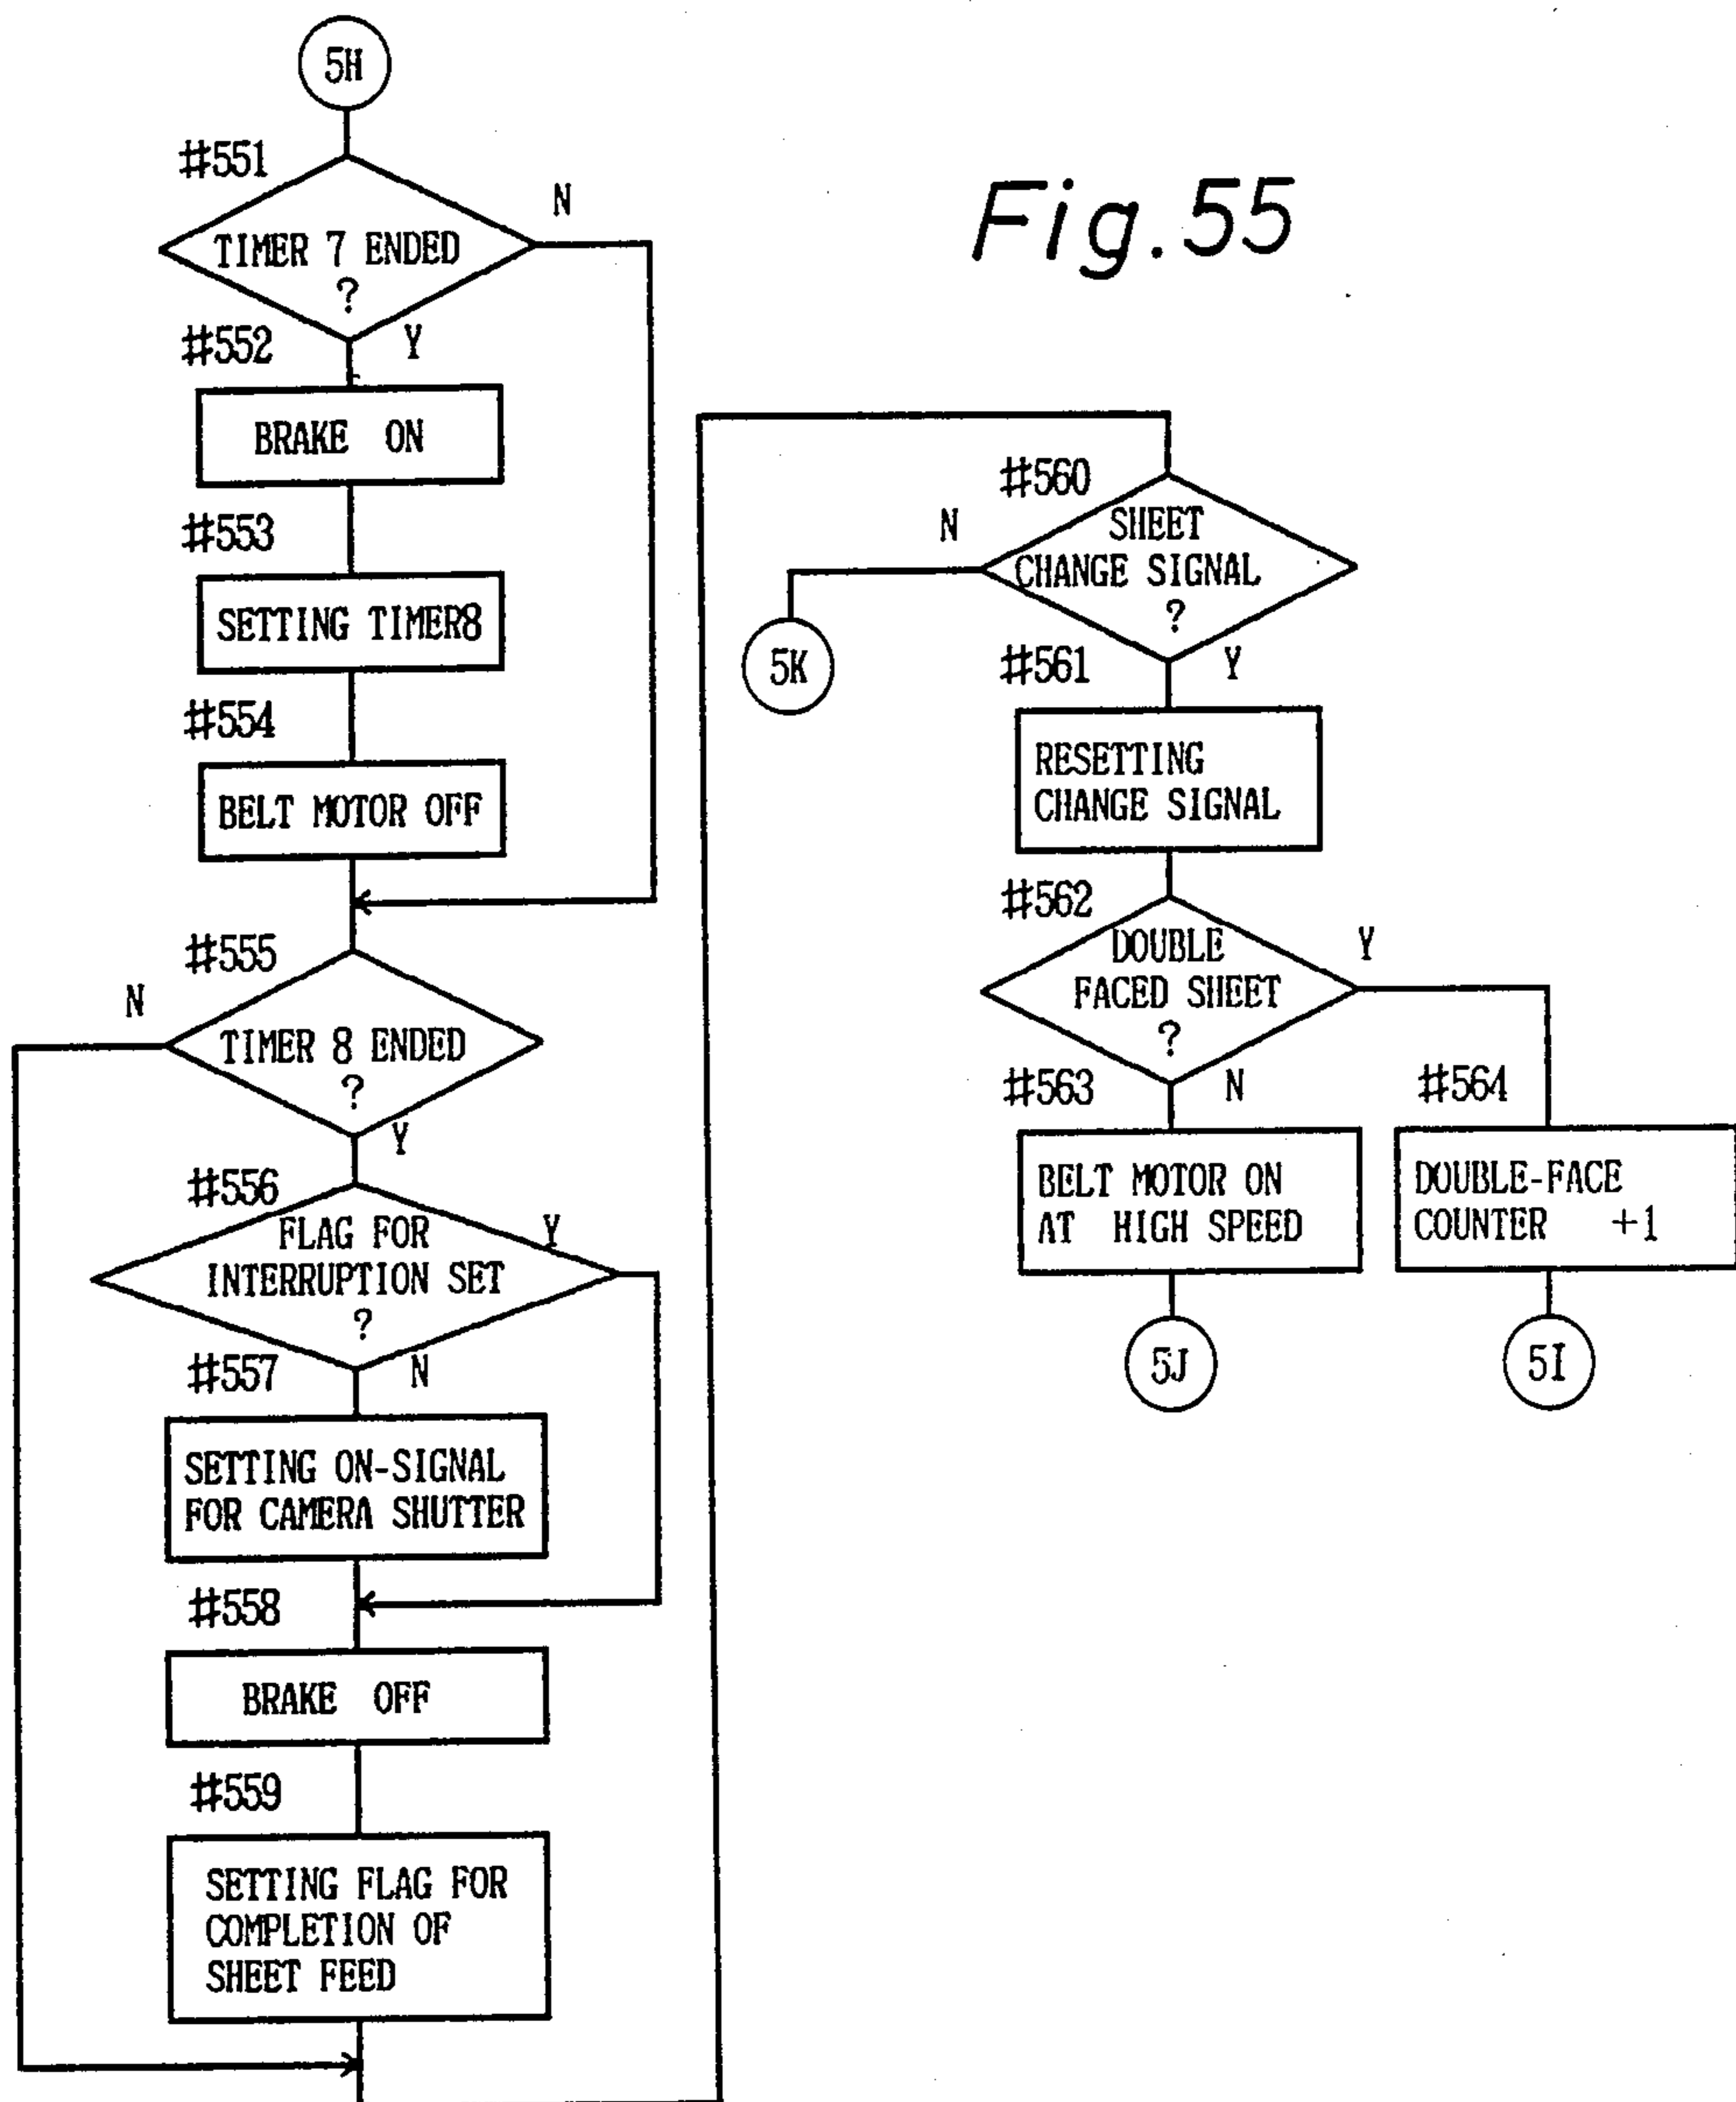 5H
#551
N
TIMER 7 ENDED
?
#552
Y
BRAKE ON
#553
SETTING TIMER8
#554
BELT MOTOR OFF
#555
N
TIMER 8 ENDED
?
Y
#556
FLAG FOR
Y
INTERRUPTION SET
?
#557
N
SETTING ON-SIGNAL
FOR CAMERA SHUTTER
#558
BRAKE OFF
#559
SETTING FLAG FOR
COMPLETION OF
SHEET FEED
Fig.55
#560
N
SHEET
CHANGE SIGNAL
?
5K
#561
Y
RESETTING
CHANGE SIGNAL
#562
DOUBLE
Y
FACED SHEET
?
#563
N
#564
BELT MOTOR ON
AT HIGH SPEED
DOUBLE-FACE
COUNTER +1
5J
5I